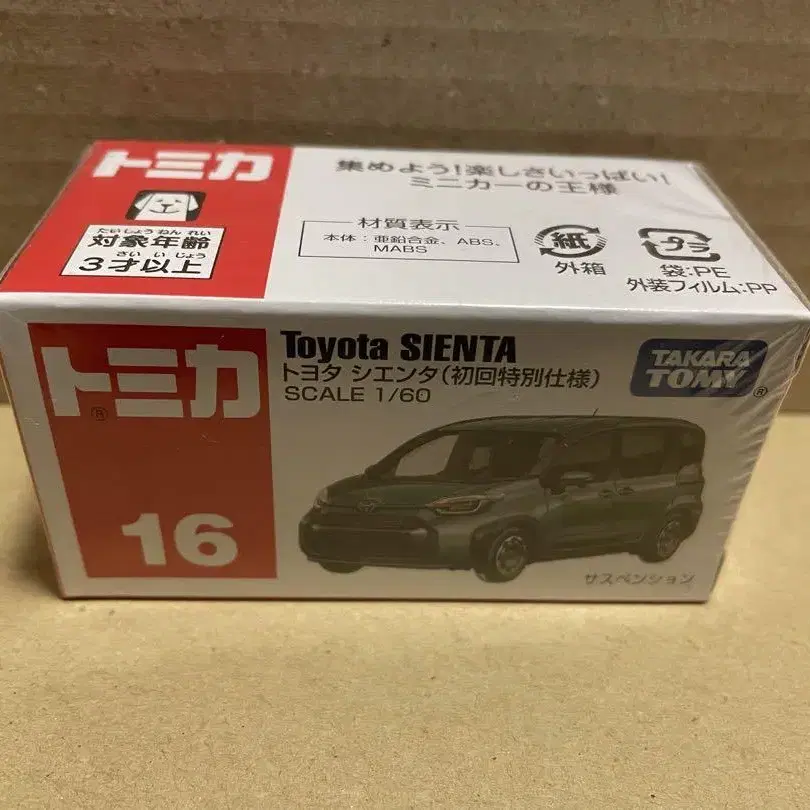 トミカ
たいしょうねんれい
対象年齢
さいいじょう
3才以上
集めよう!楽しさいっぱい!
ミニカーの王様
材質表示
本体:亜鉛合金、ABS、
MABS
紙
外箱
プラ
袋:PE
外装フィルム:PP
トミカ®
16
Toyota SIENTA
トヨタ シエンタ(初回特別仕様)
SCALE 1/60
TAKARA
TOMY®
サスペンション